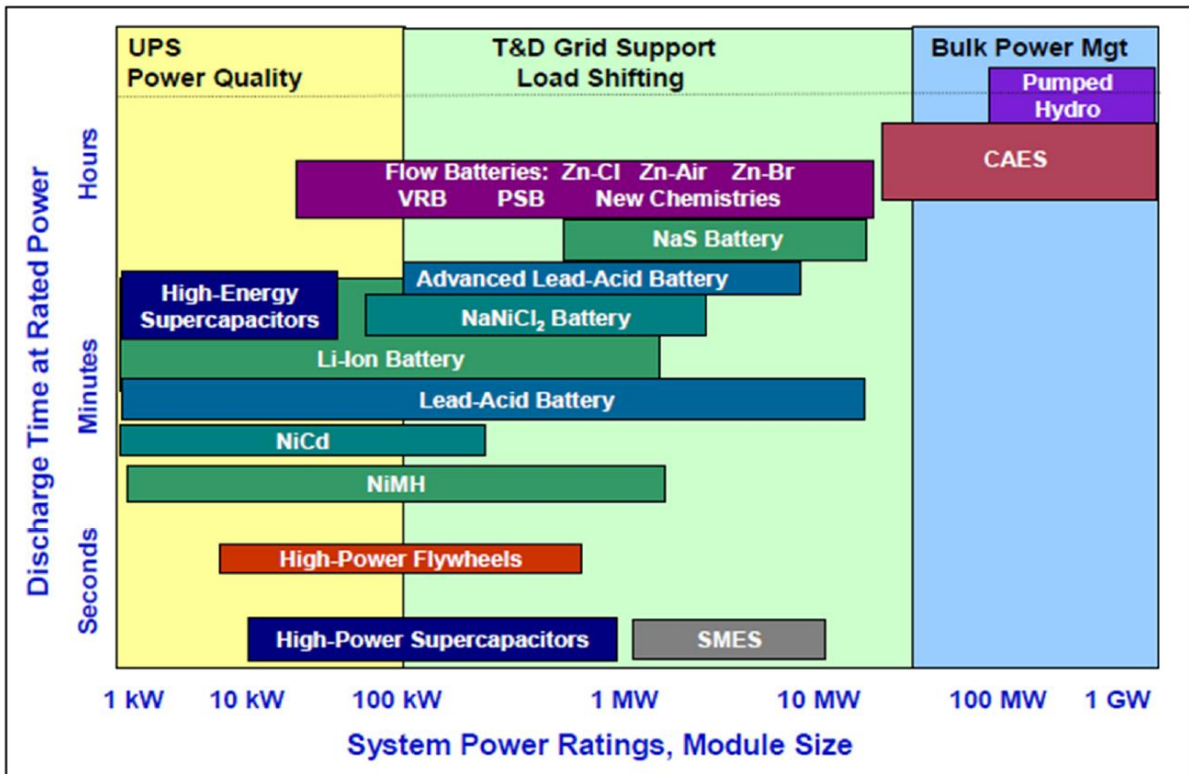 UPS
Power Quality
T&D Grid Support
Load Shifting
Bulk Power Mgt
Pumped
Hydro
CAES
Flow Batteries: Zn-Cl Zn-Air Zn-Br
VRB PSB New Chemistries
NaS Battery
Advanced Lead-Acid Battery
High-Energy
Supercapacitors
NaNiCl₂ Battery
Li-Ion Battery
Lead-Acid Battery
NiCd
NiMH
High-Power Flywheels
High-Power Supercapacitors
SMES
Discharge Time at Rated Power
Hours
Minutes
Seconds
1 kW 10 kW 100 kW 1 MW 10 MW 100 MW 1 GW
System Power Ratings, Module Size